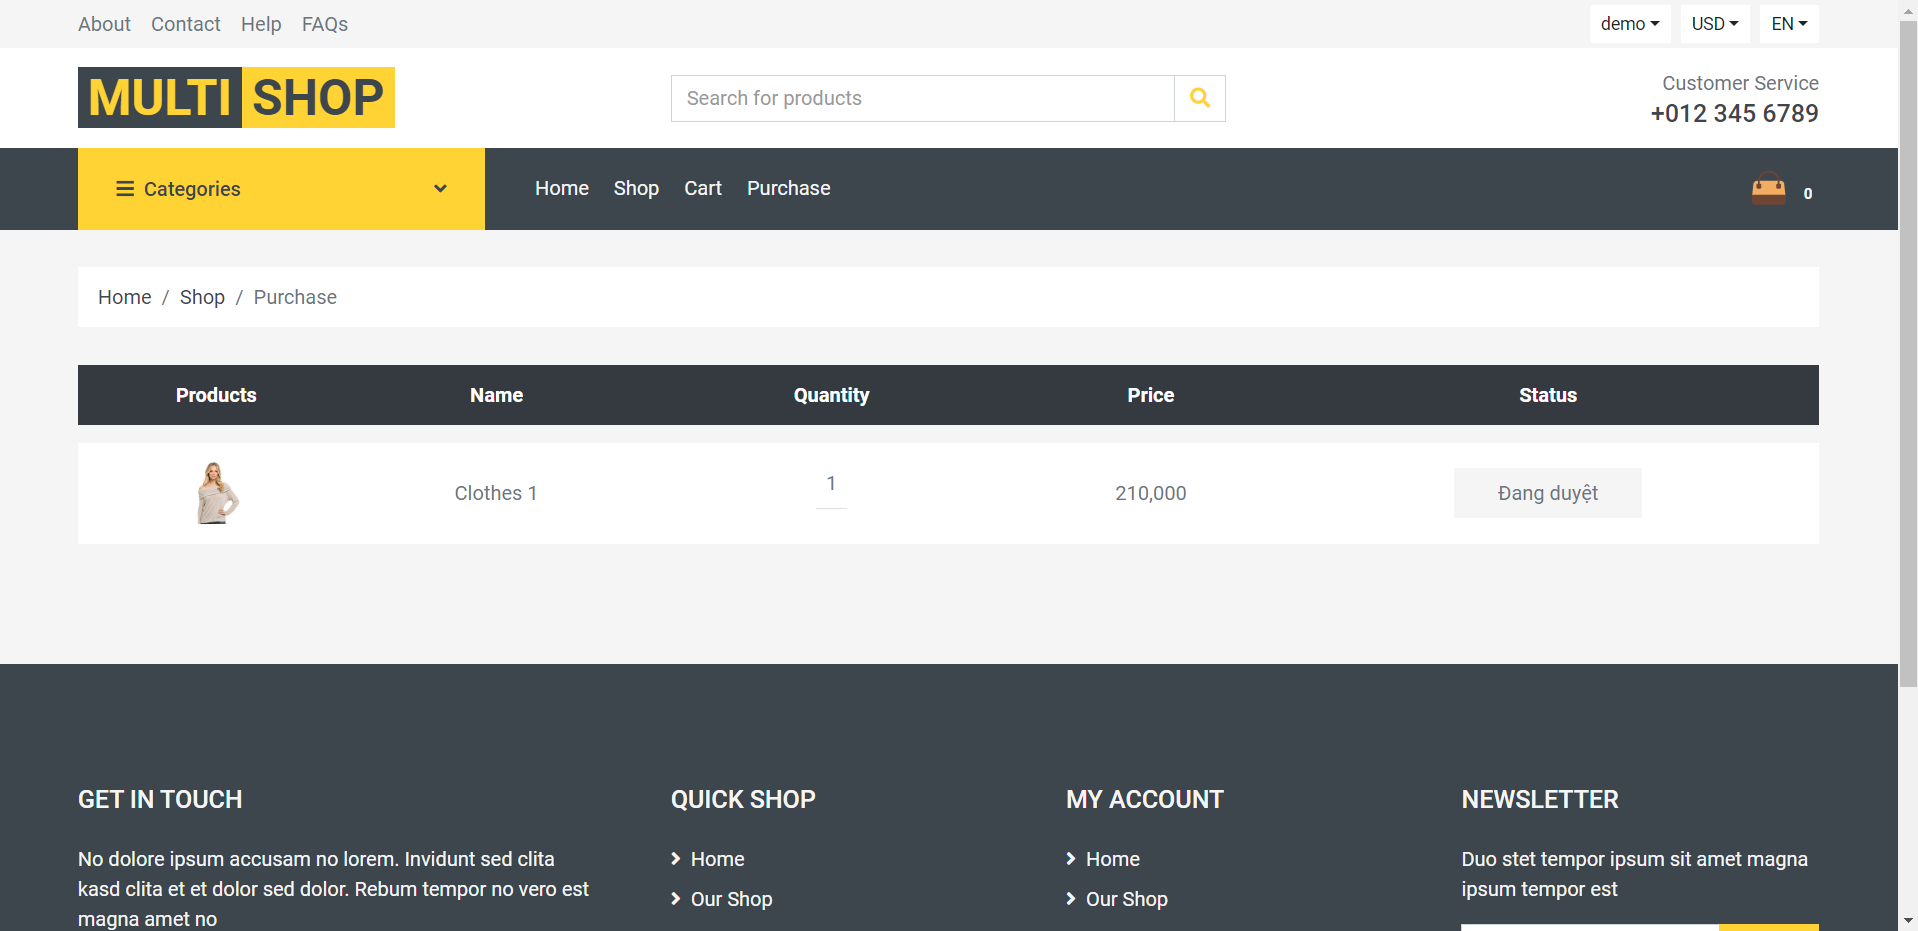 About Contact Help FAQs demo USD EN
MULTI SHOP
Search for products
Customer Service
+012 345 6789
Categories
Home Shop Cart Purchase
0
Home / Shop / Purchase
Products Name Quantity Price Status
Clothes 1 1 210,000 Đang duyệt
GET IN TOUCH
No dolore ipsum accusam no lorem. Invidunt sed clita
kasd clita et et dolor sed dolor. Rebum tempor no vero est
magna amet no
QUICK SHOP
Home
Our Shop
MY ACCOUNT
Home
Our Shop
NEWSLETTER
Duo stet tempor ipsum sit amet magna
ipsum tempor est